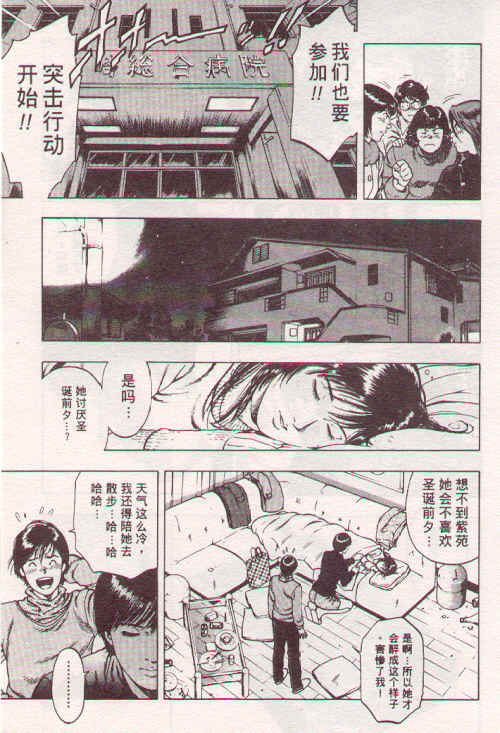 我们也要
参加!!
突击行动
开始!!
総合病院
是吗…
她讨厌圣
诞前夕…?
想不到紫苑
她会不喜欢
圣诞前夕…
是啊…所以她才
会醉成这个样子
，害惨了我!
天气这么冷，
我还得陪她去
散步…哈…哈
哈哈…
…………